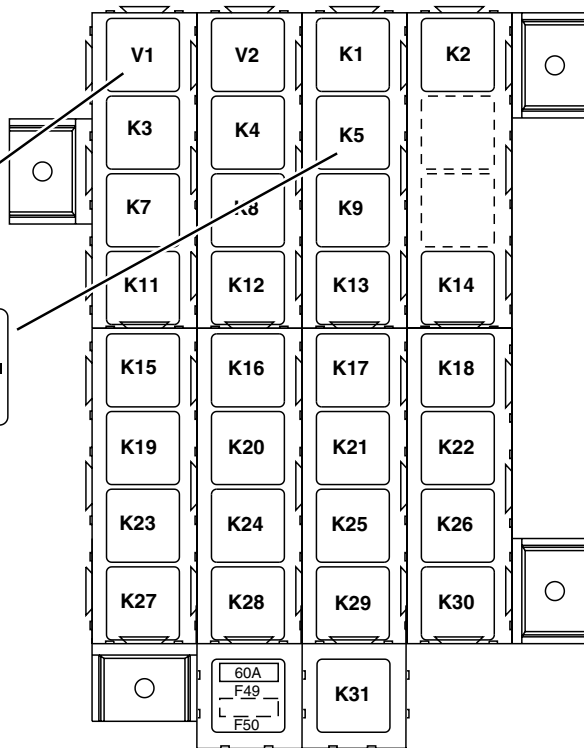 V1 V2 K1 K2
K3 K4 K5
K7 K8 K9
K11 K12 K13 K14
K15 K16 K17 K18
K19 K20 K21 K22
K23 K24 K25 K26
K27 K28 K29 K30
60A
F49
F50
K31